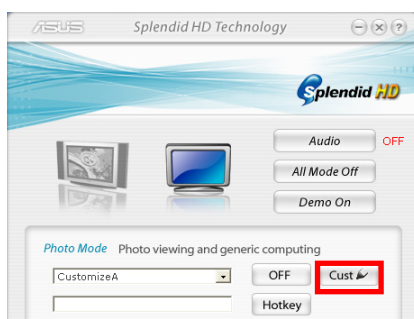 ASUS Splendid HD Technology
Splendid HD
Audio OFF
All Mode Off
Demo On
Photo Mode Photo viewing and generic computing
CustomizeA OFF Cust
Hotkey